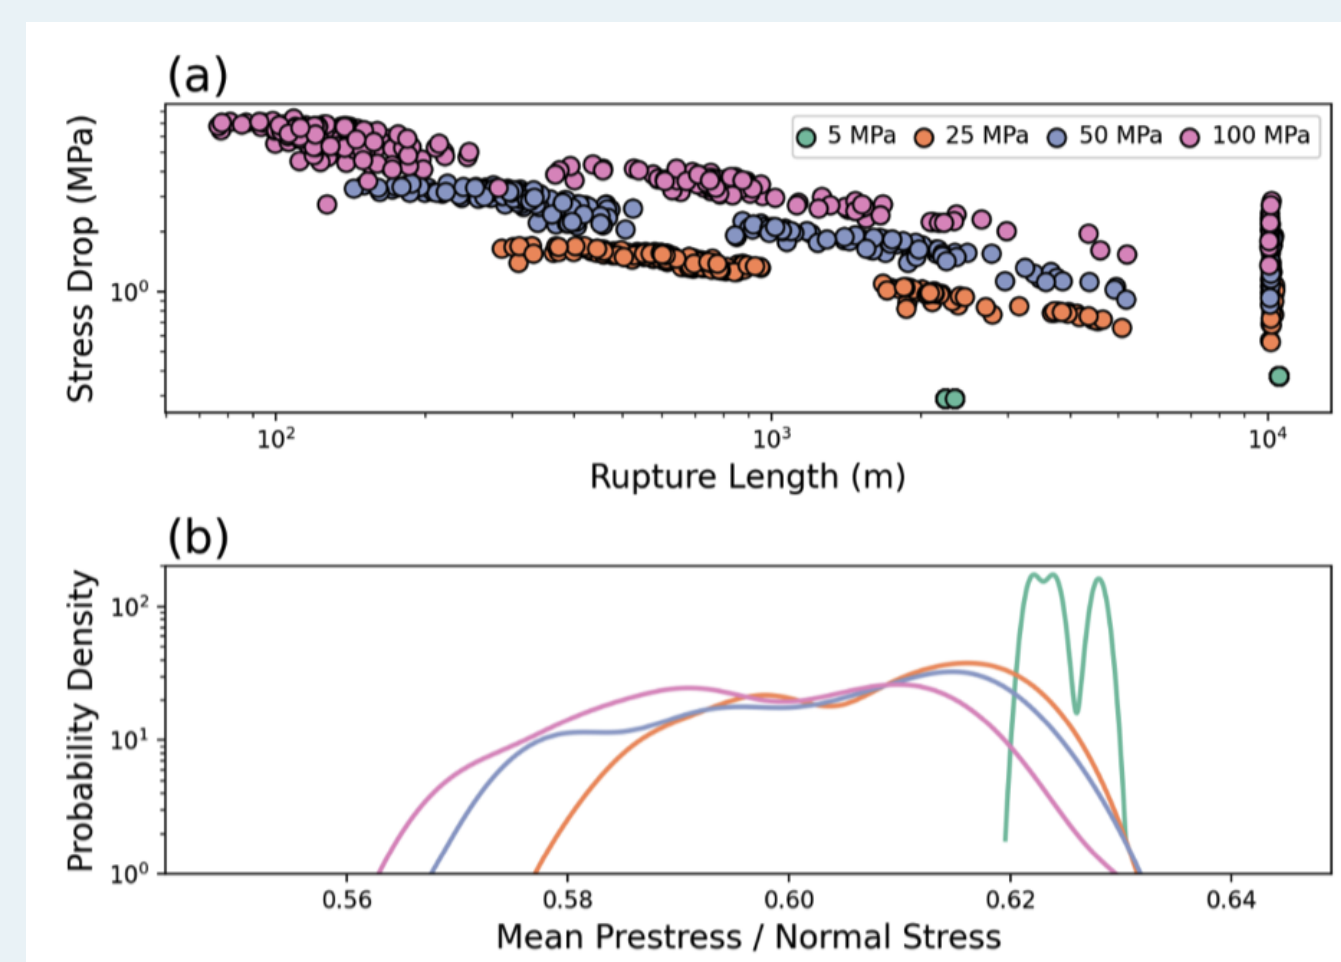 (a)
Stress Drop (MPa)
5 MPa 25 MPa 50 MPa 100 MPa
10⁰
10² 10³ 10⁴
Rupture Length (m)
(b)
Probability Density
10²
10¹
10⁰
0.56 0.58 0.60 0.62 0.64
Mean Prestress / Normal Stress